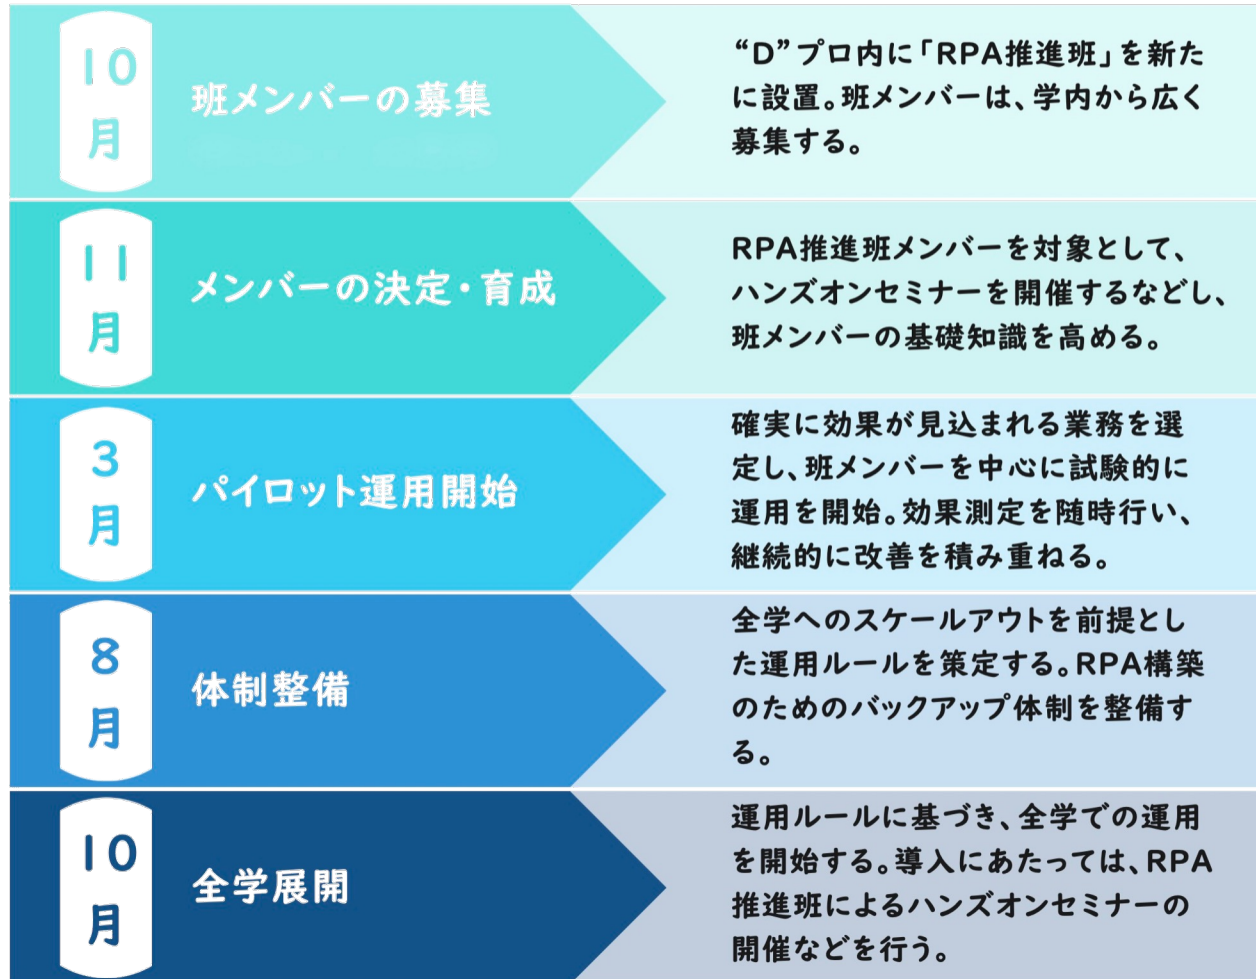 10
月
班メンバーの募集
“D”プロ内に「RPA推進班」を新た
に設置。班メンバーは、学内から広く
募集する。
11
月
メンバーの決定・育成
RPA推進班メンバーを対象として、
ハンズオンセミナーを開催するなどし、
班メンバーの基礎知識を高める。
3
月
パイロット運用開始
確実に効果が見込まれる業務を選
定し、班メンバーを中心に試験的に
運用を開始。効果測定を随時行い、
継続的に改善を積み重ねる。
8
月
体制整備
全学へのスケールアウトを前提とし
た運用ルールを策定する。RPA構築
のためのバックアップ体制を整備す
る。
10
月
全学展開
運用ルールに基づき、全学での運用
を開始する。導入にあたっては、RPA
推進班によるハンズオンセミナーの
開催などを行う。